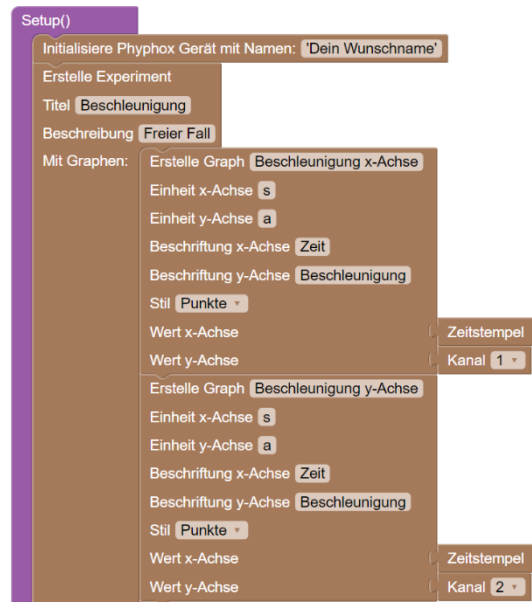 Setup()
Initialisiere Phyphox Gerät mit Namen: 'Dein Wunschname'
Erstelle Experiment
Titel Beschleunigung
Beschreibung Freier Fall
Mit Graphen: Erstelle Graph Beschleunigung x-Achse
Einheit x-Achse s
Einheit y-Achse a
Beschriftung x-Achse Zeit
Beschriftung y-Achse Beschleunigung
Stil Punkte
Wert x-Achse Zeitstempel
Wert y-Achse Kanal 1
Erstelle Graph Beschleunigung y-Achse
Einheit x-Achse s
Einheit y-Achse a
Beschriftung x-Achse Zeit
Beschriftung y-Achse Beschleunigung
Stil Punkte
Wert x-Achse Zeitstempel
Wert y-Achse Kanal 2